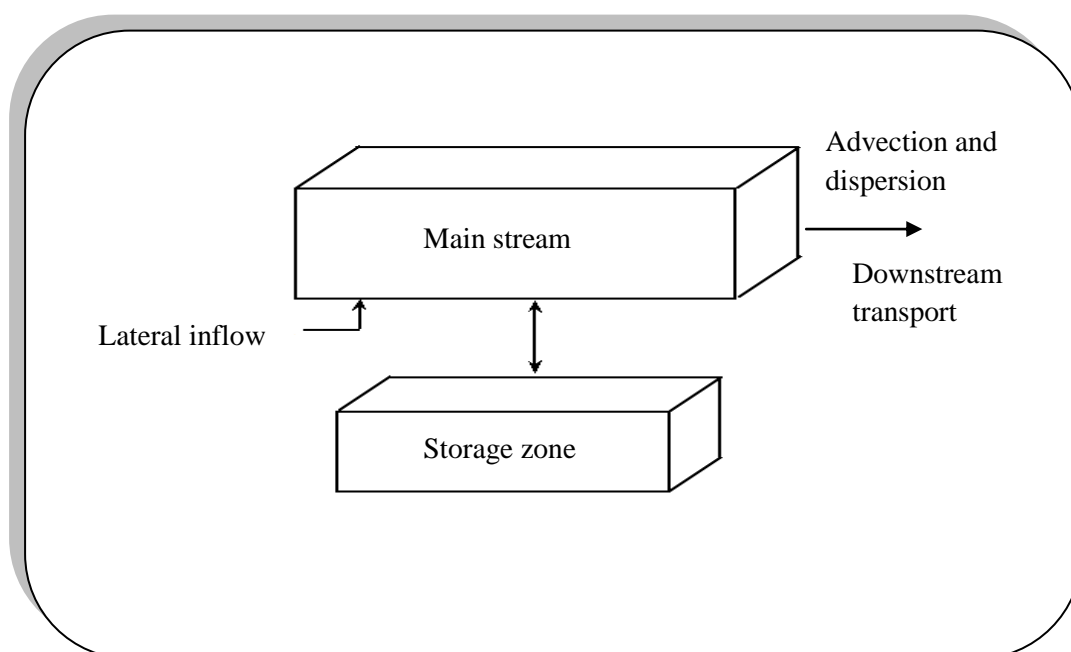 Advection and
dispersion
Main stream
Downstream
transport
Lateral inflow
Storage zone